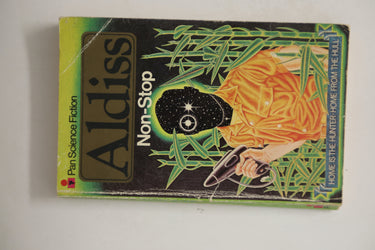 Pan Science Fiction
Aldiss
Non-Stop
HOME IS THE HUNTER·HOME FROM THE HULL